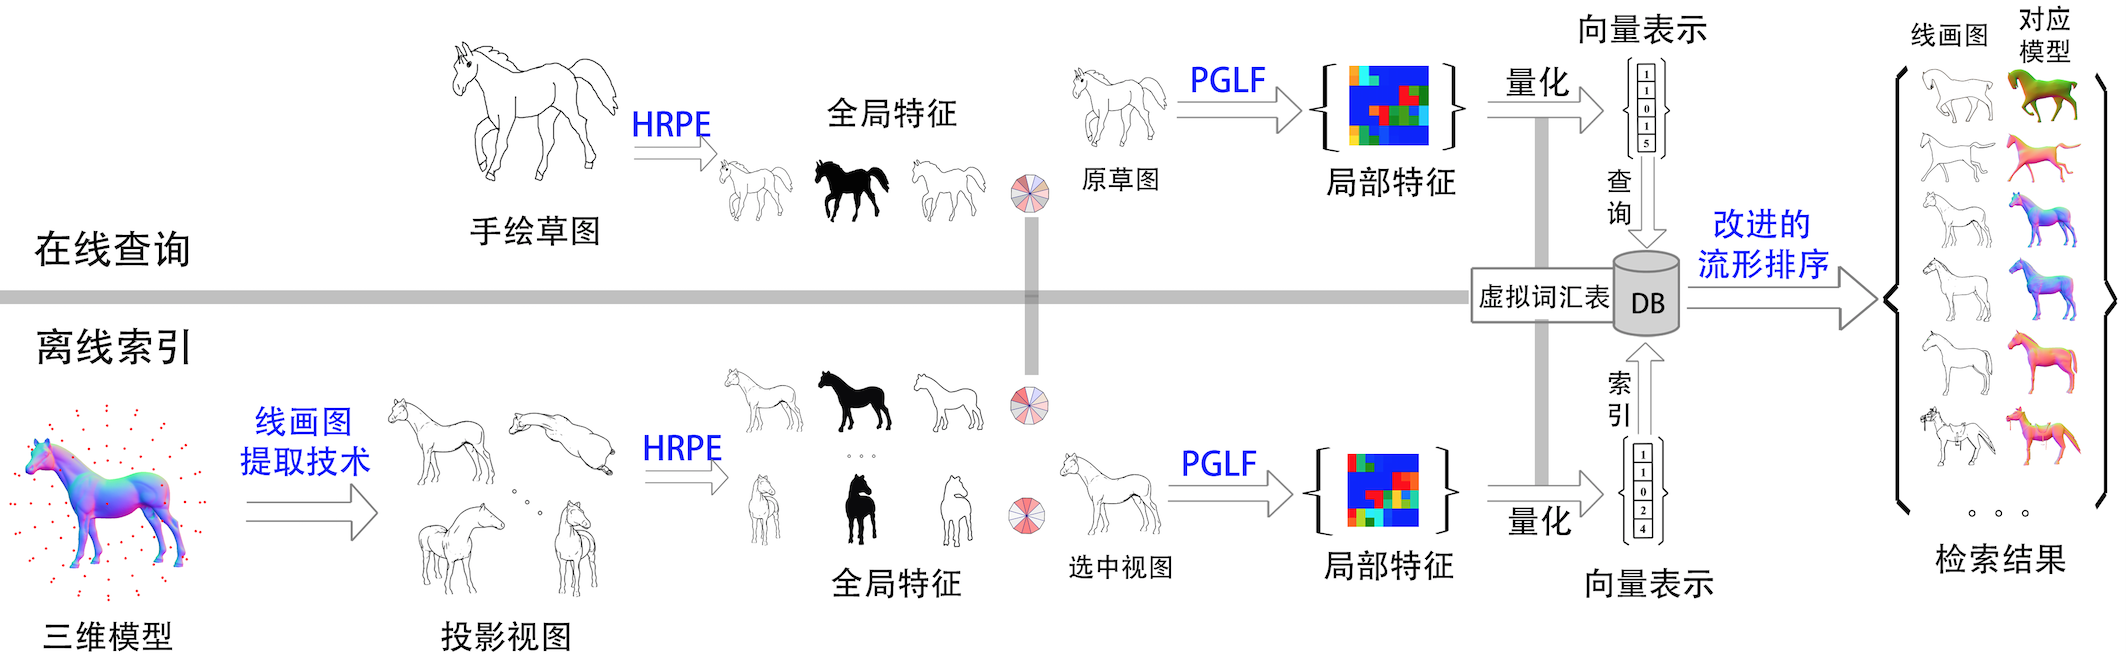 在线查询
手绘草图
HRPE
全局特征
原草图
PGLF
局部特征
量化
向量表示
1
1
0
1
5
查
询
虚拟词汇表
DB
改进的
流形排序
线画图
对应
模型
检索结果
离线索引
三维模型
线画图
提取技术
投影视图
HRPE
全局特征
选中视图
PGLF
局部特征
量化
向量表示
1
1
0
2
4
索
引